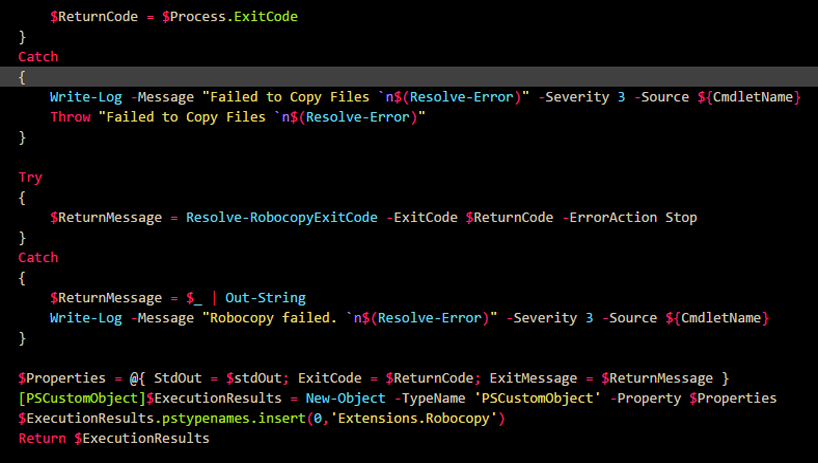 $ReturnCode = $Process.ExitCode
}
Catch
{
Write-Log -Message "Failed to Copy Files `n$(Resolve-Error)" -Severity 3 -Source ${CmdletName}
Throw "Failed to Copy Files `n$(Resolve-Error)"
}
Try
{
$ReturnMessage = Resolve-RobocopyExitCode -ExitCode $ReturnCode -ErrorAction Stop
}
Catch
{
$ReturnMessage = $_ | Out-String
Write-Log -Message "Robocopy failed. `n$(Resolve-Error)" -Severity 3 -Source ${CmdletName}
}
$Properties = @{ StdOut = $stdOut; ExitCode = $ReturnCode; ExitMessage = $ReturnMessage }
[PSCustomObject]$ExecutionResults = New-Object -TypeName 'PSCustomObject' -Property $Properties
$ExecutionResults.pstypenames.insert(0,'Extensions.Robocopy')
Return $ExecutionResults